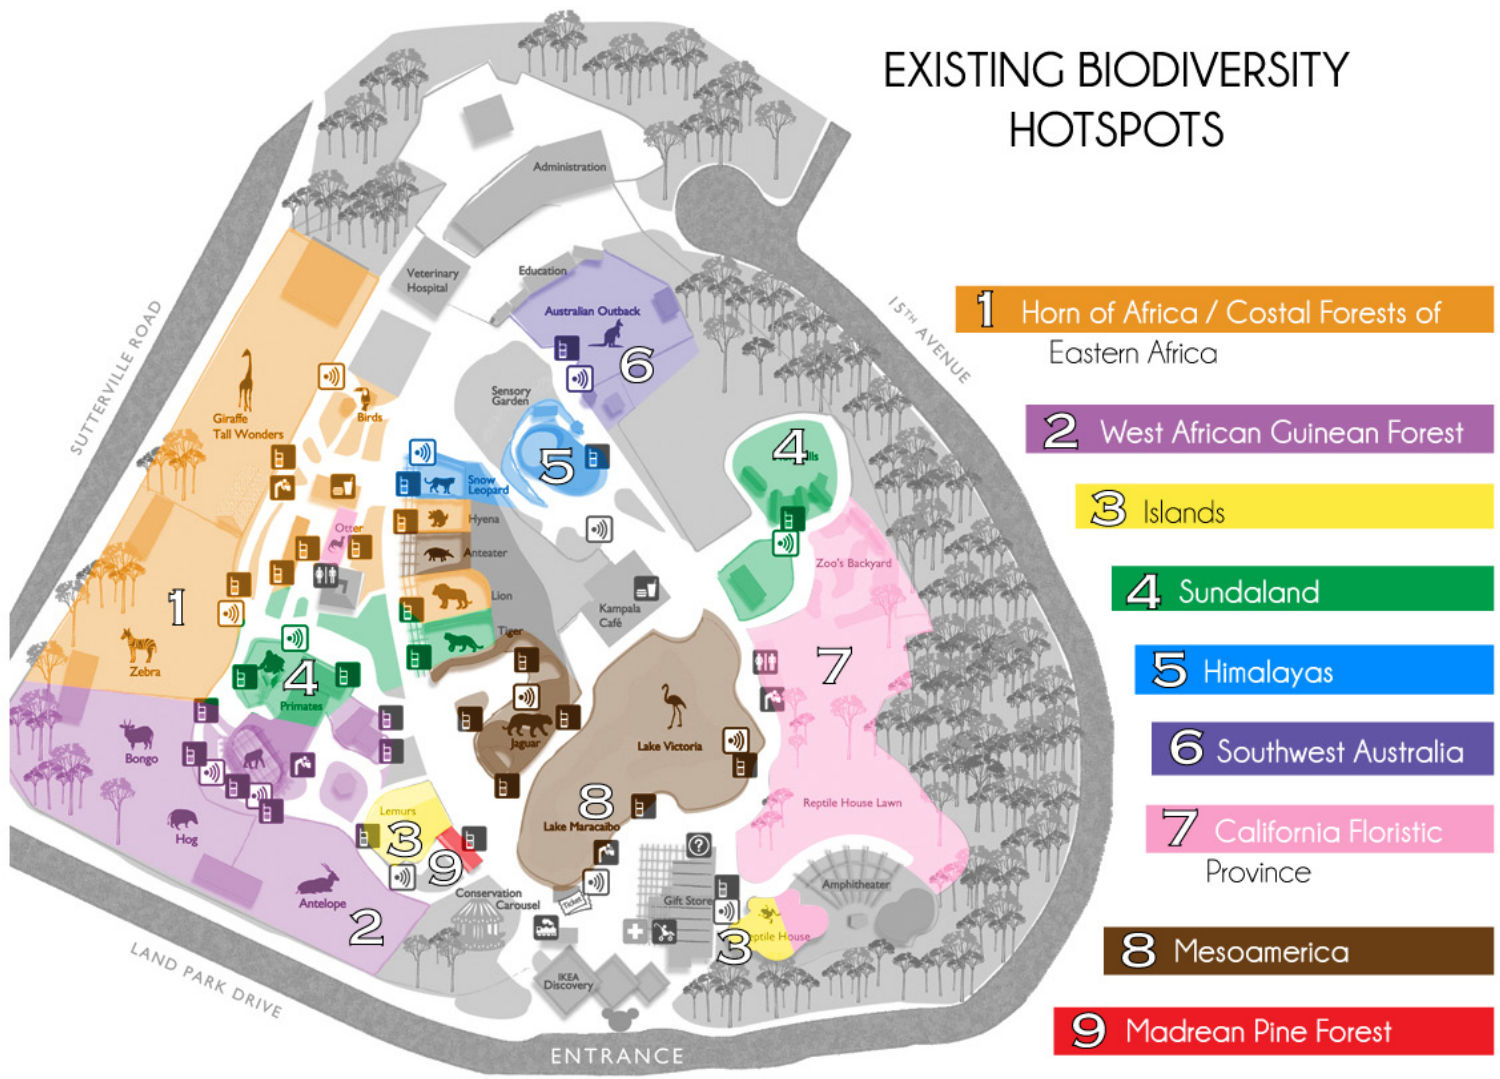 EXISTING BIODIVERSITY
HOTSPOTS
Administration
Veterinary
Hospital
Education
Australian Outback
6
15TH AVENUE
SUTTERVILLE ROAD
Sensory
Garden
Giraffe
Tall Wonders
Birds
5
4
Snow
Leopard
Hyena
Otter
Anteater
Zoo's Backyard
Lion
Kampala
Café
1
Zebra
Tiger
4
Primates
7
Bongo
Jaguar
Lake Victoria
8
Lake Maracaibo
Reptile House Lawn
Lemurs
3
Hog
9
Antelope
2
Conservation
Carousel
Ticket
?
Gift Store
Amphitheater
3
eptile House
IKEA
Discovery
LAND PARK DRIVE
ENTRANCE
1 Horn of Africa / Costal Forests of
Eastern Africa
2 West African Guinean Forest
3 Islands
4 Sundaland
5 Himalayas
6 Southwest Australia
7 California Floristic
Province
8 Mesoamerica
9 Madrean Pine Forest